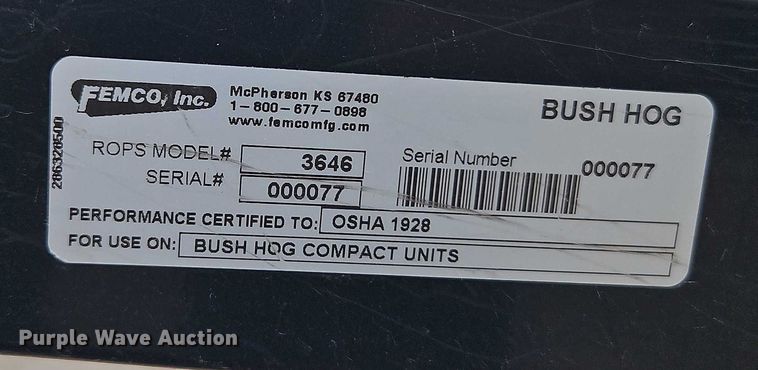 FEMCO, Inc.
McPherson KS 67480
1-800-677-0898
www.femcomfg.com
BUSH HOG
286328500
ROPS MODEL# 3646
SERIAL# 000077
Serial Number 000077
PERFORMANCE CERTIFIED TO: OSHA 1928
FOR USE ON: BUSH HOG COMPACT UNITS
Purple Wave Auction